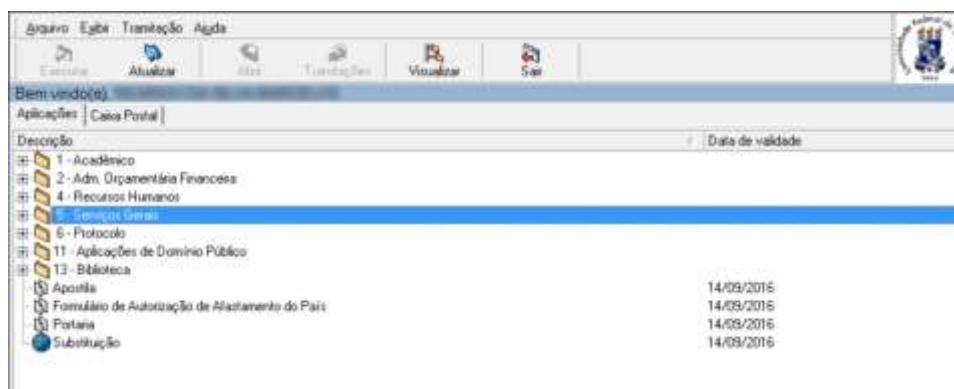 Arquivo Exibir Tramitação Ajuda
Executar Atualizar Abrir Tramitações Visualizar Sair
Bem vindo(a)
Aplicações Caixa Postal
Descrição Data de validade
1 - Acadêmico
2 - Adm. Orçamentária Financeira
4 - Recursos Humanos
5 - Serviços Gerais
6 - Protocolo
11 - Aplicações de Domínio Público
13 - Biblioteca
Apostila 14/09/2016
Formulário de Autorização de Afastamento do País 14/09/2016
Portaria 14/09/2016
Substituição 14/09/2016